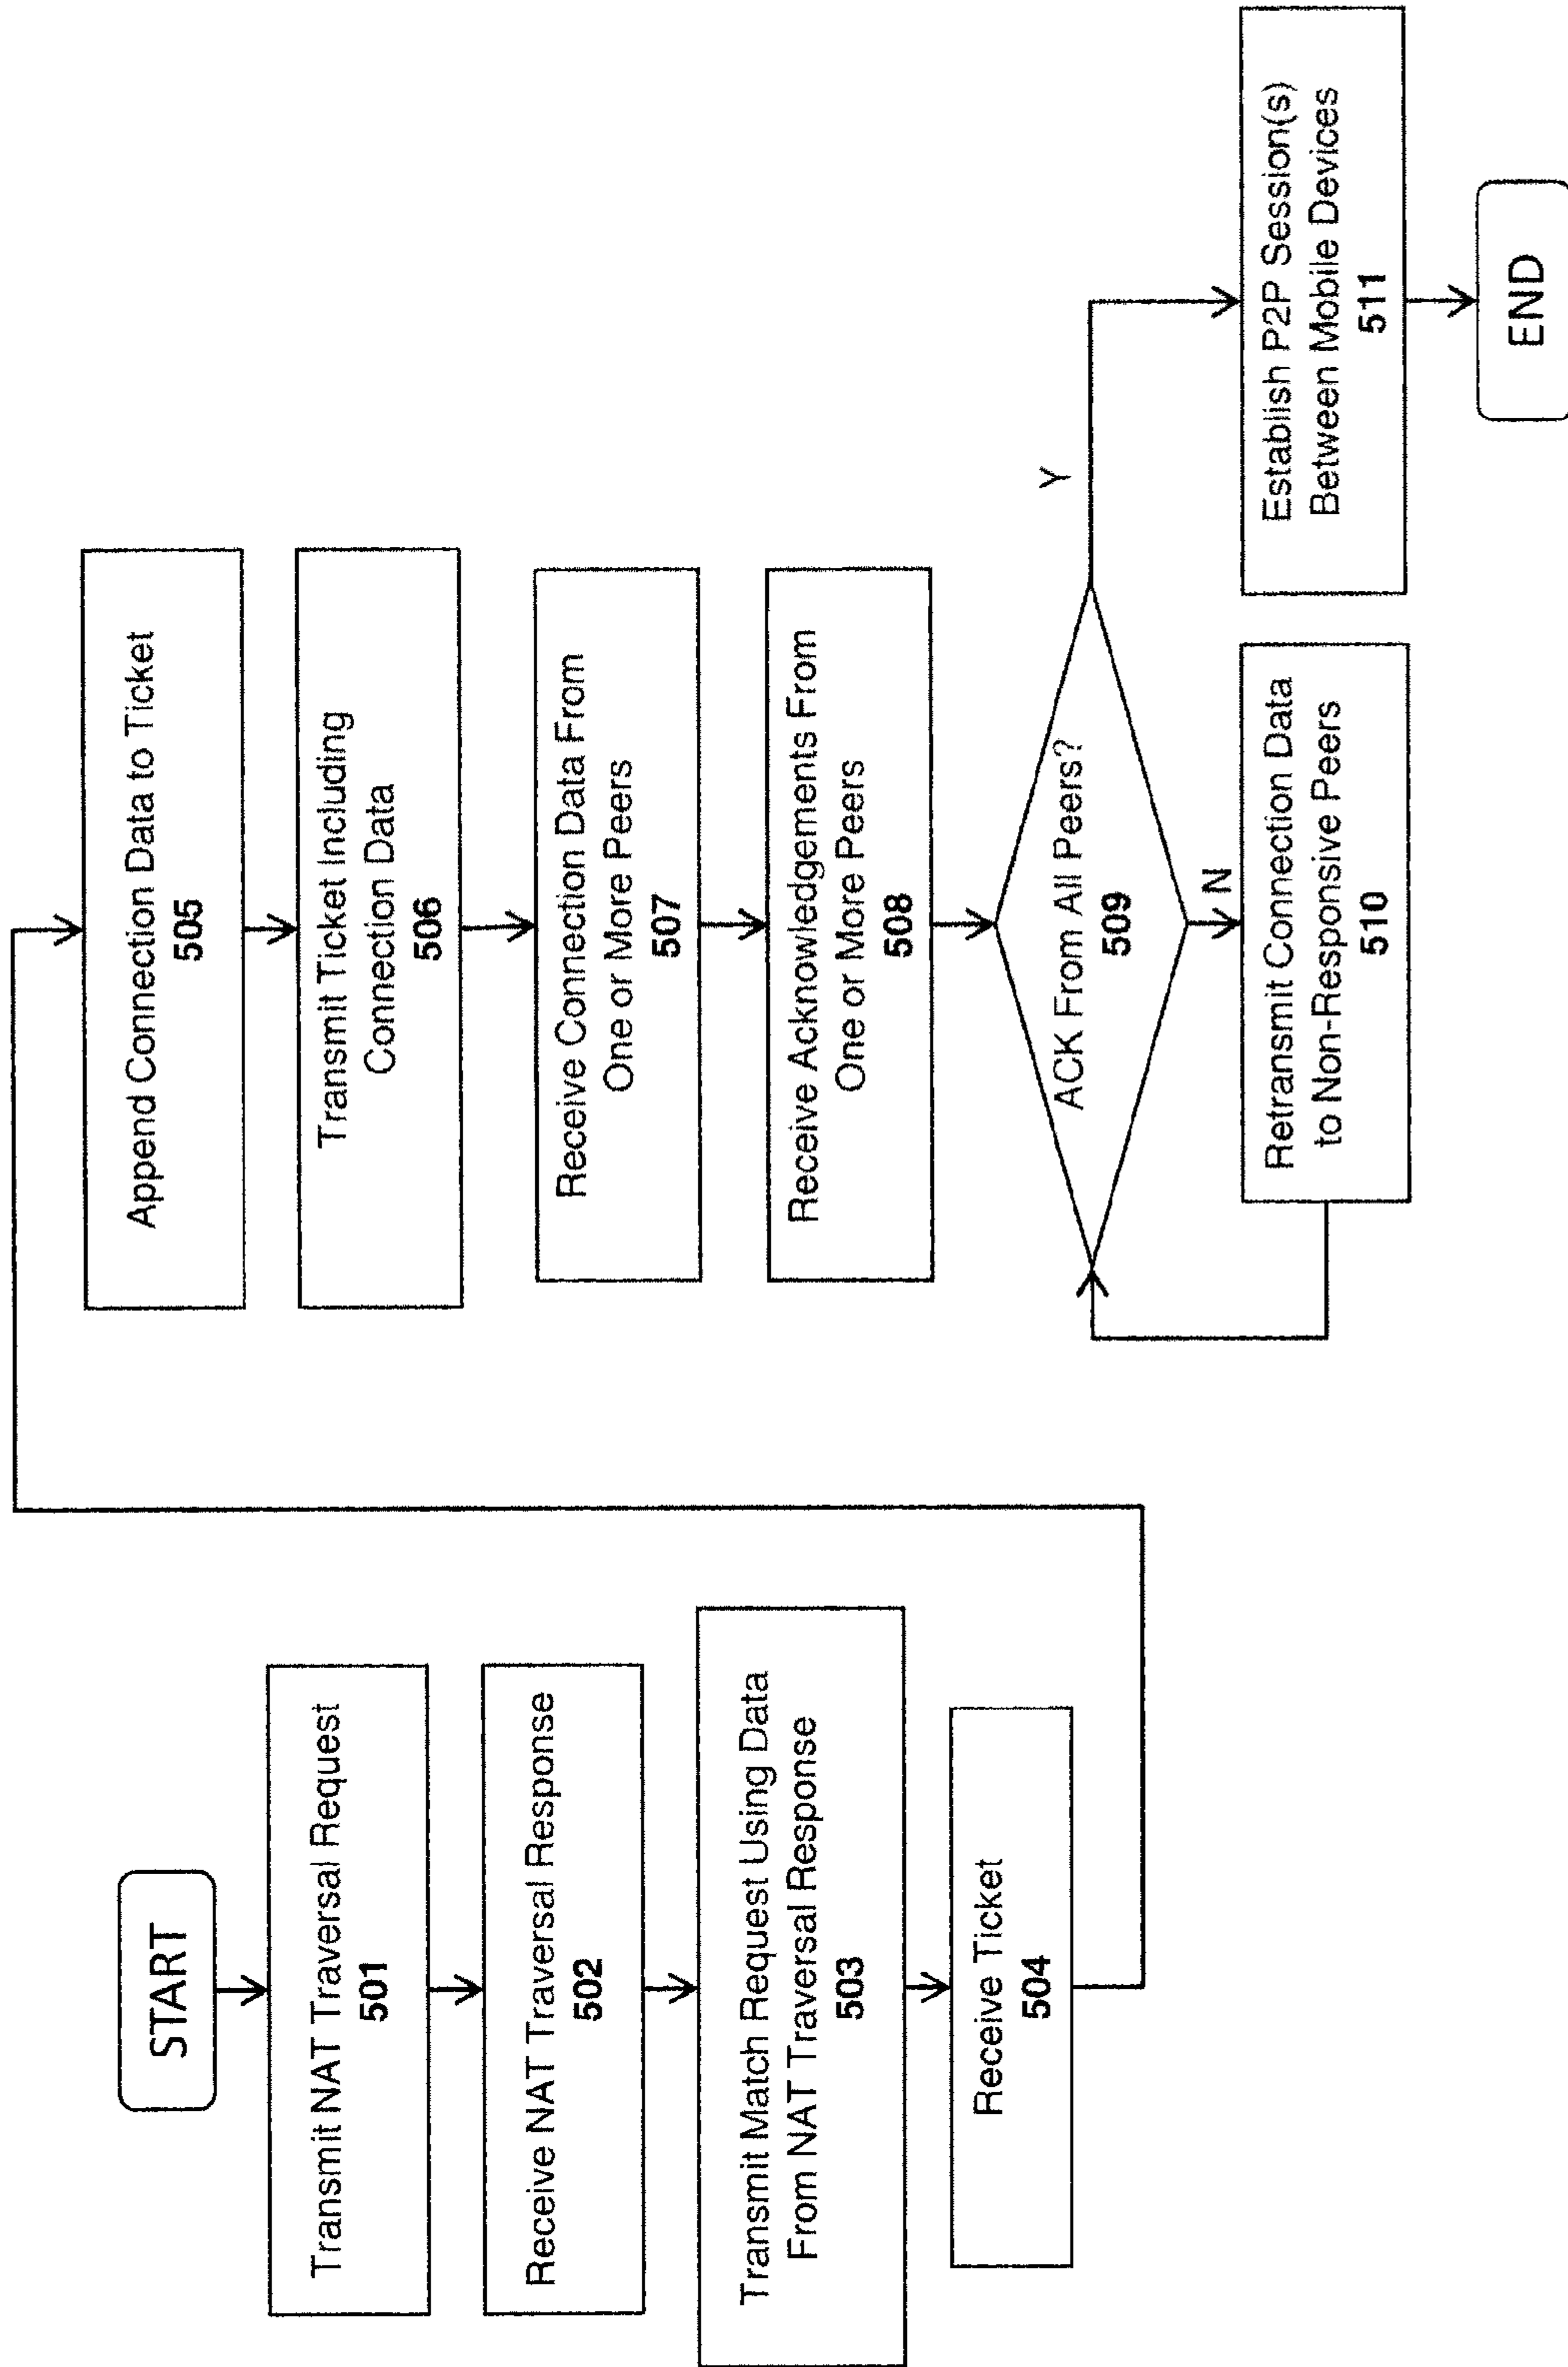 START
Transmit NAT Traversal Request
501
Receive NAT Traversal Response
502
Transmit Match Request Using Data
From NAT Traversal Response
503
Receive Ticket
504
Append Connection Data to Ticket
505
Transmit Ticket Including
Connection Data
506
Receive Connection Data From
One or More Peers
507
Receive Acknowledgements From
One or More Peers
508
ACK From All Peers?
509
Y
N
Retransmit Connection Data
to Non-Responsive Peers
510
Establish P2P Session(s)
Between Mobile Devices
511
END